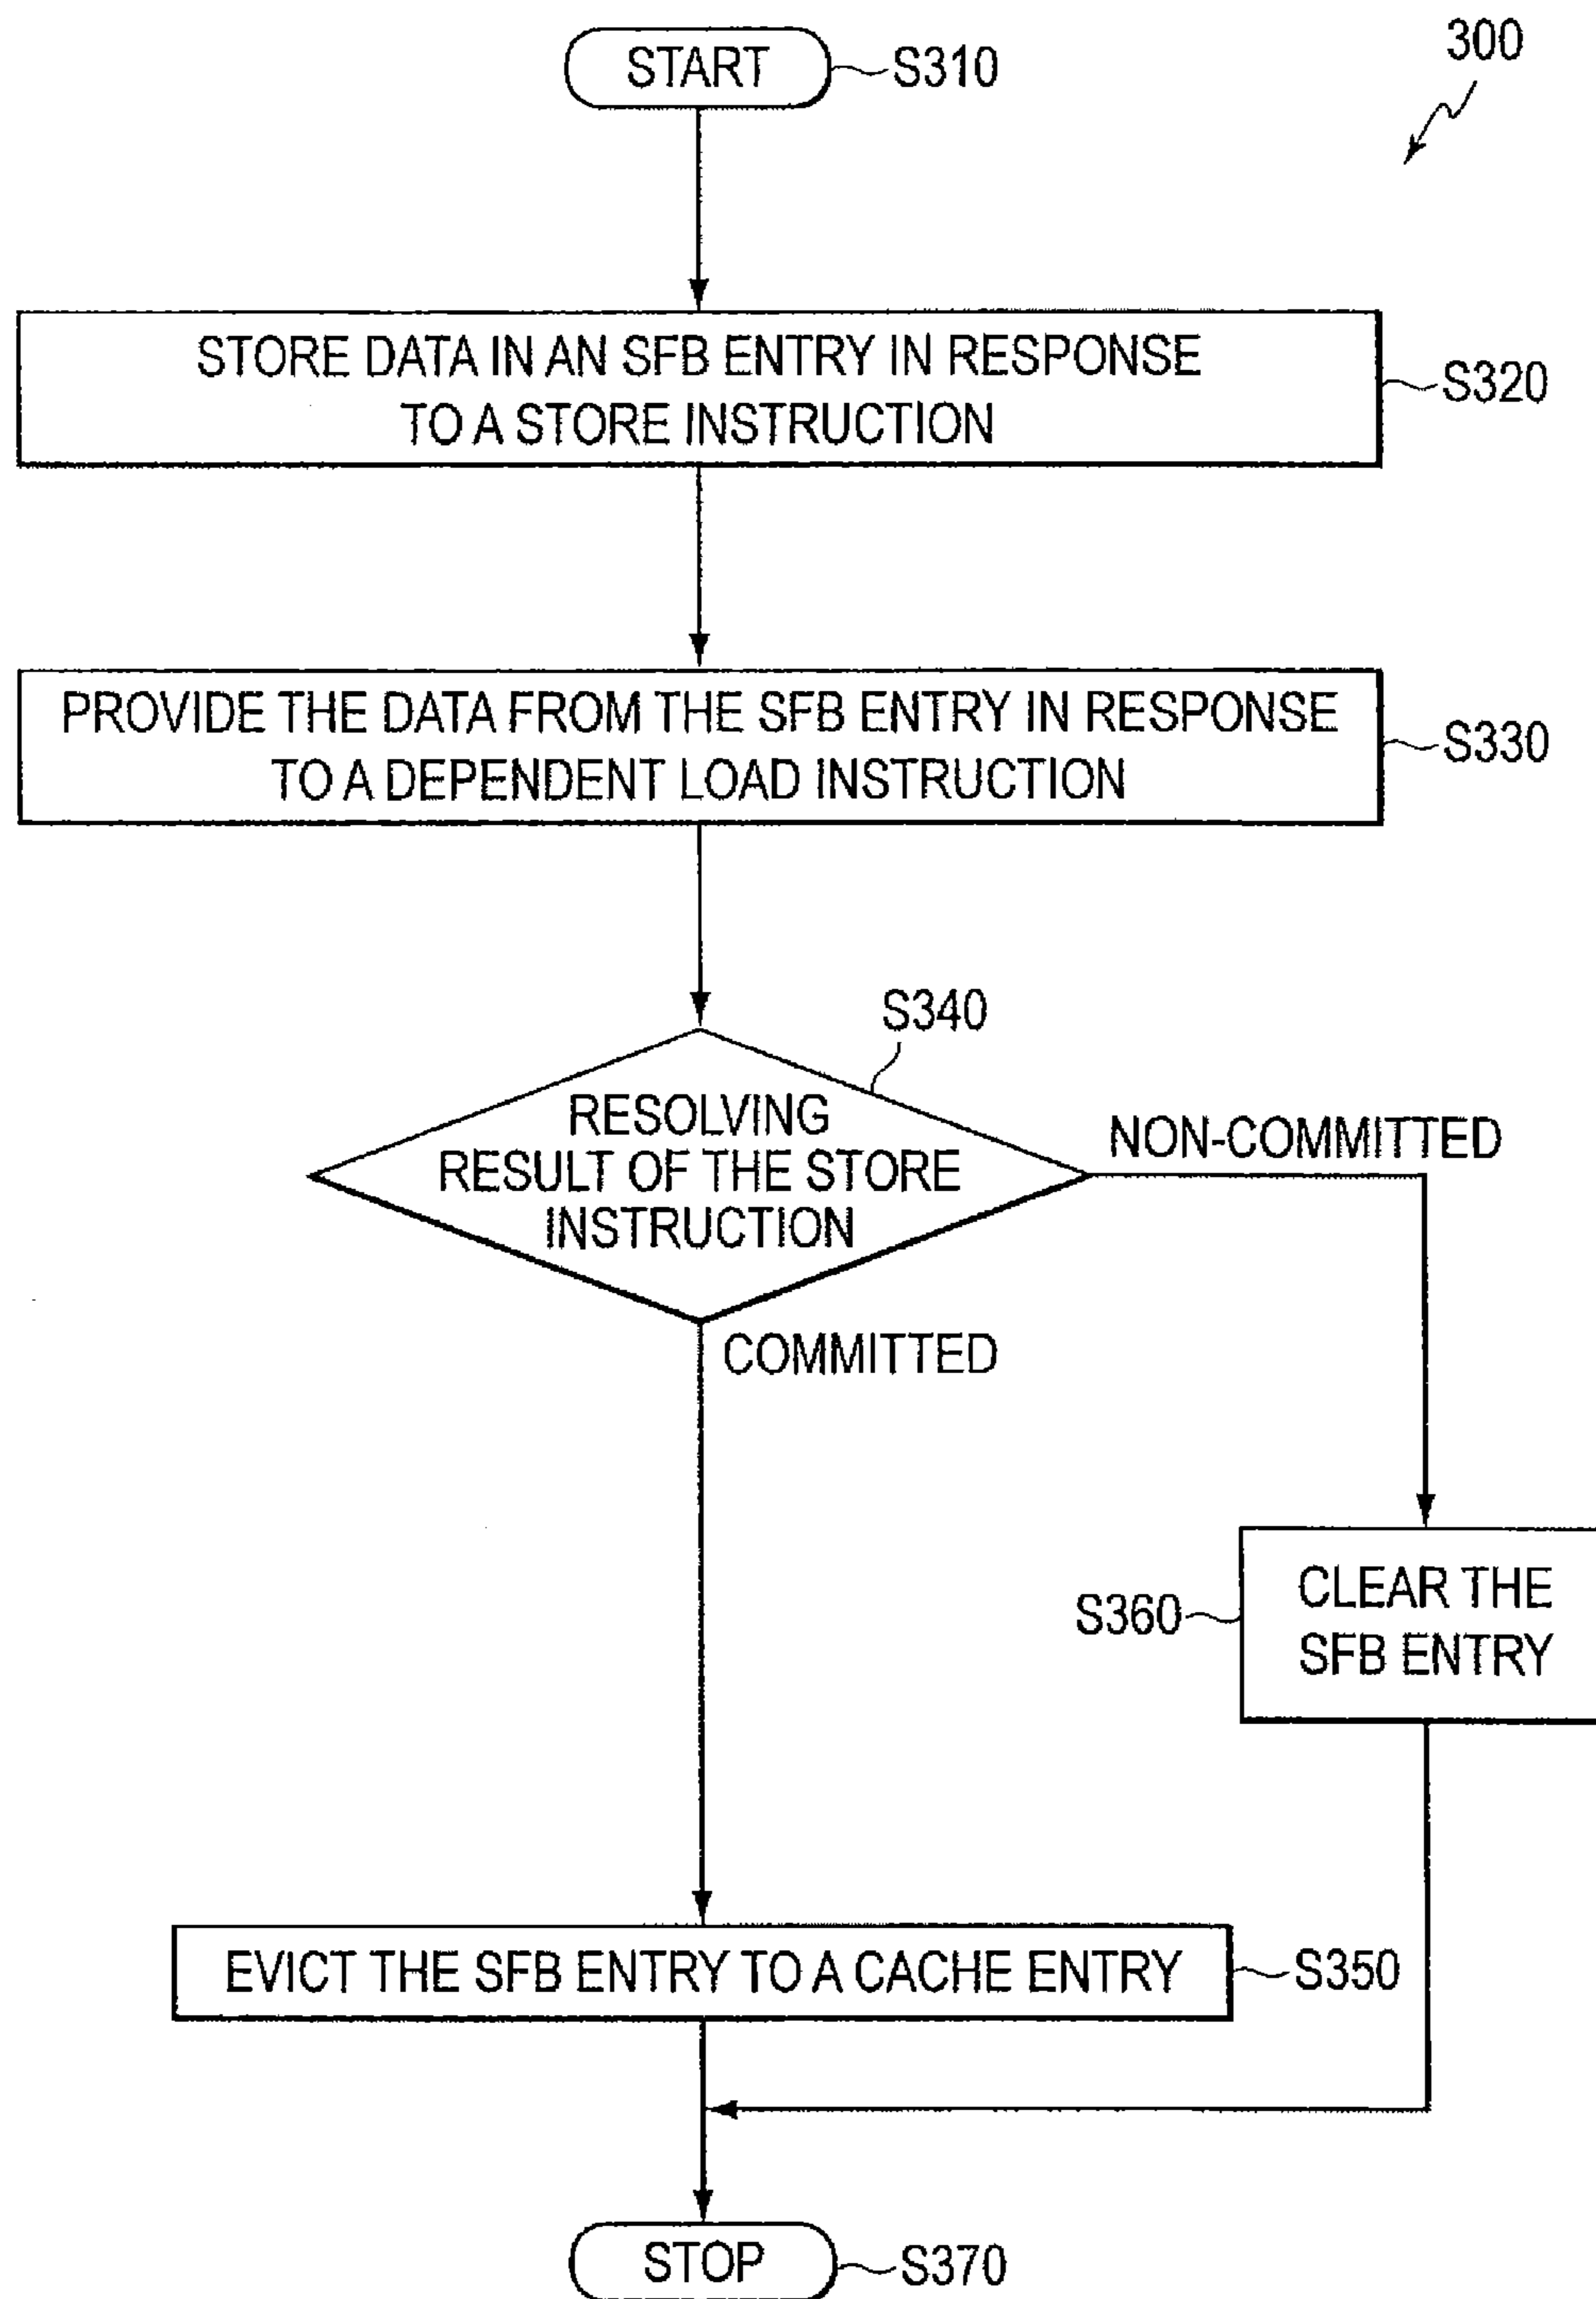 300
START
S310
STORE DATA IN AN SFB ENTRY IN RESPONSE
TO A STORE INSTRUCTION
S320
PROVIDE THE DATA FROM THE SFB ENTRY IN RESPONSE
TO A DEPENDENT LOAD INSTRUCTION
S330
S340
RESOLVING
RESULT OF THE STORE
INSTRUCTION
NON-COMMITTED
COMMITTED
CLEAR THE
SFB ENTRY
S360
EVICT THE SFB ENTRY TO A CACHE ENTRY
S350
STOP
S370